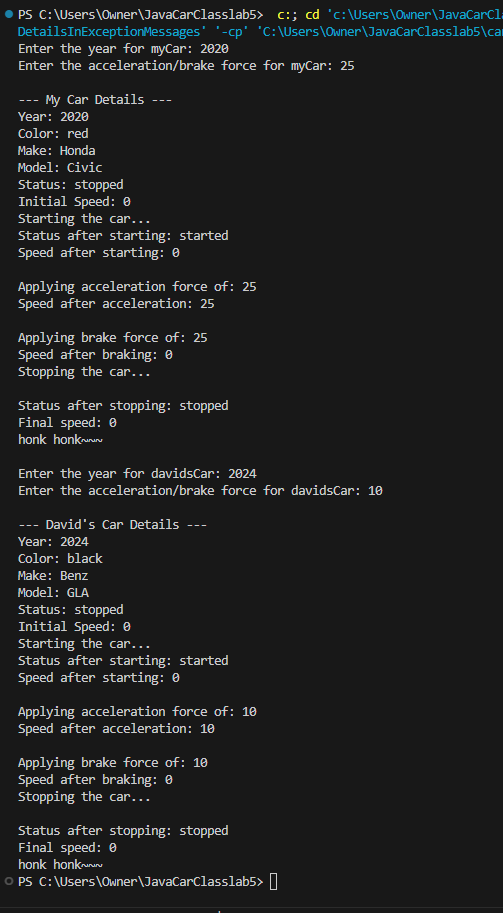 PS C:\Users\Owner\JavaCarClasslab5>  c:; cd 'c:\Users\Owner\JavaCarCla
DetailsInExceptionMessages' '-cp' 'C:\Users\Owner\JavaCarClasslab5\car
Enter the year for myCar: 2020
Enter the acceleration/brake force for myCar: 25

--- My Car Details ---
Year: 2020
Color: red
Make: Honda
Model: Civic
Status: stopped
Initial Speed: 0
Starting the car...
Status after starting: started
Speed after starting: 0

Applying acceleration force of: 25
Speed after acceleration: 25

Applying brake force of: 25
Speed after braking: 0
Stopping the car...

Status after stopping: stopped
Final speed: 0
honk honk~~~

Enter the year for davidsCar: 2024
Enter the acceleration/brake force for davidsCar: 10

--- David's Car Details ---
Year: 2024
Color: black
Make: Benz
Model: GLA
Status: stopped
Initial Speed: 0
Starting the car...
Status after starting: started
Speed after starting: 0

Applying acceleration force of: 10
Speed after acceleration: 10

Applying brake force of: 10
Speed after braking: 0
Stopping the car...

Status after stopping: stopped
Final speed: 0
honk honk~~~
PS C:\Users\Owner\JavaCarClasslab5>